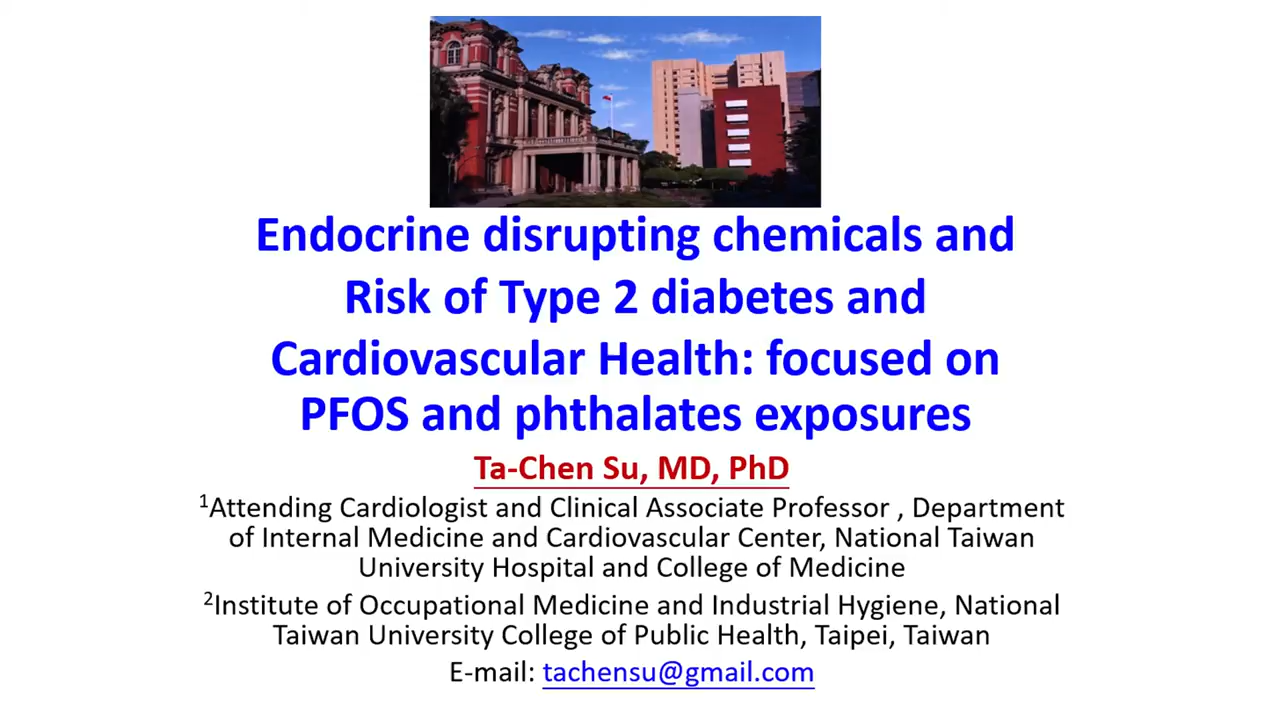 Endocrine disrupting chemicals and
Risk of Type 2 diabetes and
Cardiovascular Health: focused on
PFOS and phthalates exposures
Ta-Chen Su, MD, PhD
¹Attending Cardiologist and Clinical Associate Professor , Department
of Internal Medicine and Cardiovascular Center, National Taiwan
University Hospital and College of Medicine
²Institute of Occupational Medicine and Industrial Hygiene, National
Taiwan University College of Public Health, Taipei, Taiwan
E-mail: tachensu@gmail.com